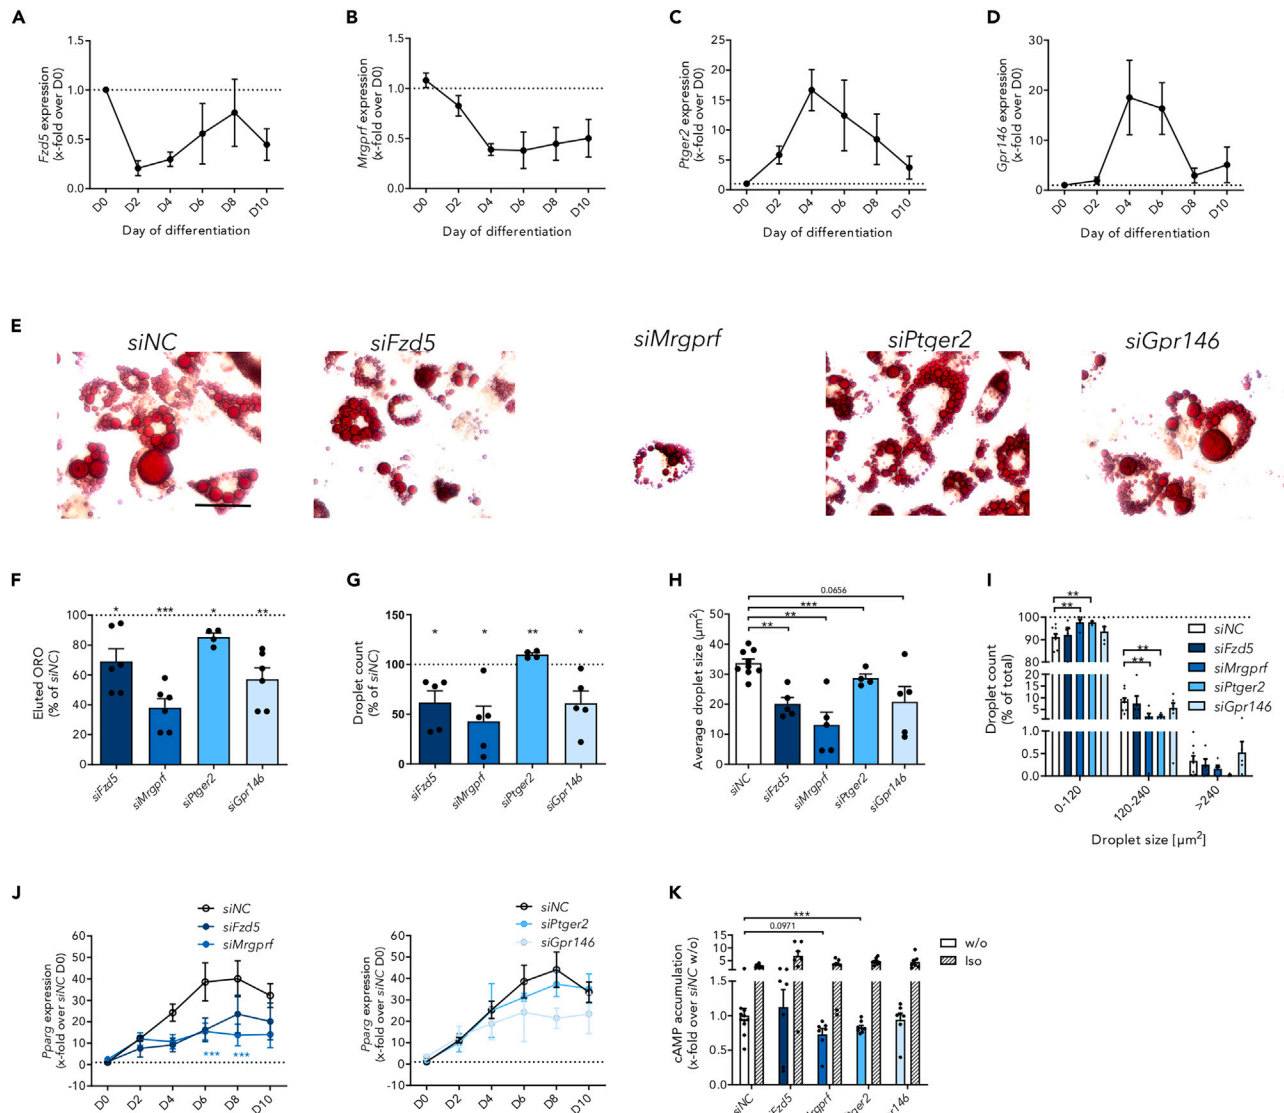 A
B
C
D
Fzd5 expression
(x-fold over D0)
1.5
1.0
0.5
0.0
D0 D2 D4 D6 D8 D10
Day of differentiation
Mrgprf expression
(x-fold over D0)
1.5
1.0
0.5
0.0
D0 D2 D4 D6 D8 D10
Day of differentiation
Ptger2 expression
(x-fold over D0)
25
20
15
10
5
0
D0 D2 D4 D6 D8 D10
Day of differentiation
Gpr146 expression
(x-fold over D0)
30
20
10
0
D0 D2 D4 D6 D8 D10
Day of differentiation
E
siNC
siFzd5
siMrgprf
siPtger2
siGpr146
F
Eluted ORO
(% of siNC)
100
80
60
40
20
0
* *** * **
siFzd5 siMrgprf siPtger2 siGpr146
G
Droplet count
(% of siNC)
150
100
50
0
* * ** *
siFzd5 siMrgprf siPtger2 siGpr146
H
Average droplet size (µm²)
40
30
20
10
0
0.0656
***
**
**
siNC siFzd5 siMrgprf siPtger2 siGpr146
I
Droplet count
(% of total)
100
90
80
20
15
10
5
0
1.0
0.5
0.0
**
**
**
**
siNC
siFzd5
siMrgprf
siPtger2
siGpr146
0-120 120-240 >240
Droplet size [µm²]
J
siNC
siFzd5
siMrgprf
Pparg expression
(x-fold over siNC D0)
60
50
40
30
20
10
0
-10
*** ***
D0 D2 D4 D6 D8 D10
siNC
siPtger2
siGpr146
Pparg expression
(x-fold over siNC D0)
60
50
40
30
20
10
0
-10
D0 D2 D4 D6 D8 D10
K
cAMP accumulation
(x-fold over siNC w/o)
15
10
5
1.5
1.0
0.5
0.0
***
0.0971
w/o
Iso
siNC